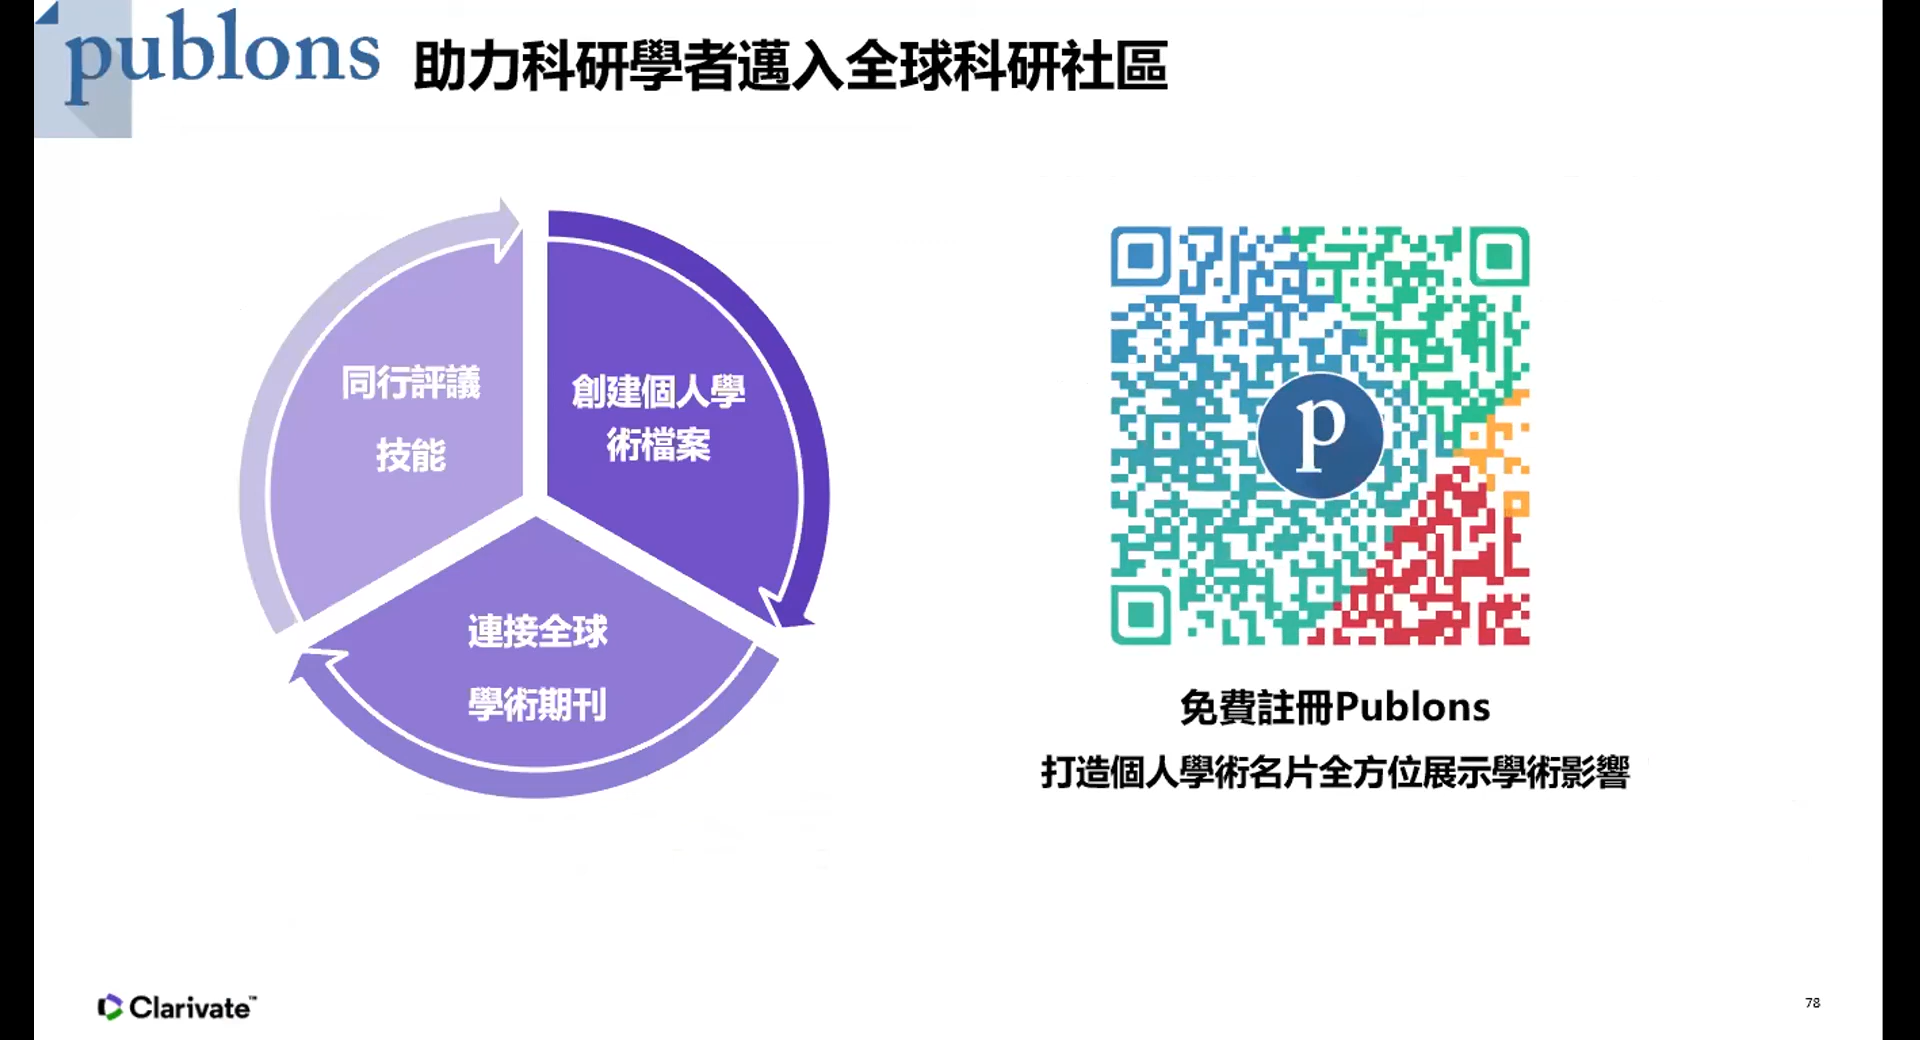 publons 助力科研學者邁入全球科研社區
同行評議
技能
創建個人學
術檔案
連接全球
學術期刊
p
免費註冊Publons
打造個人學術名片全方位展示學術影響
Clarivate™
78